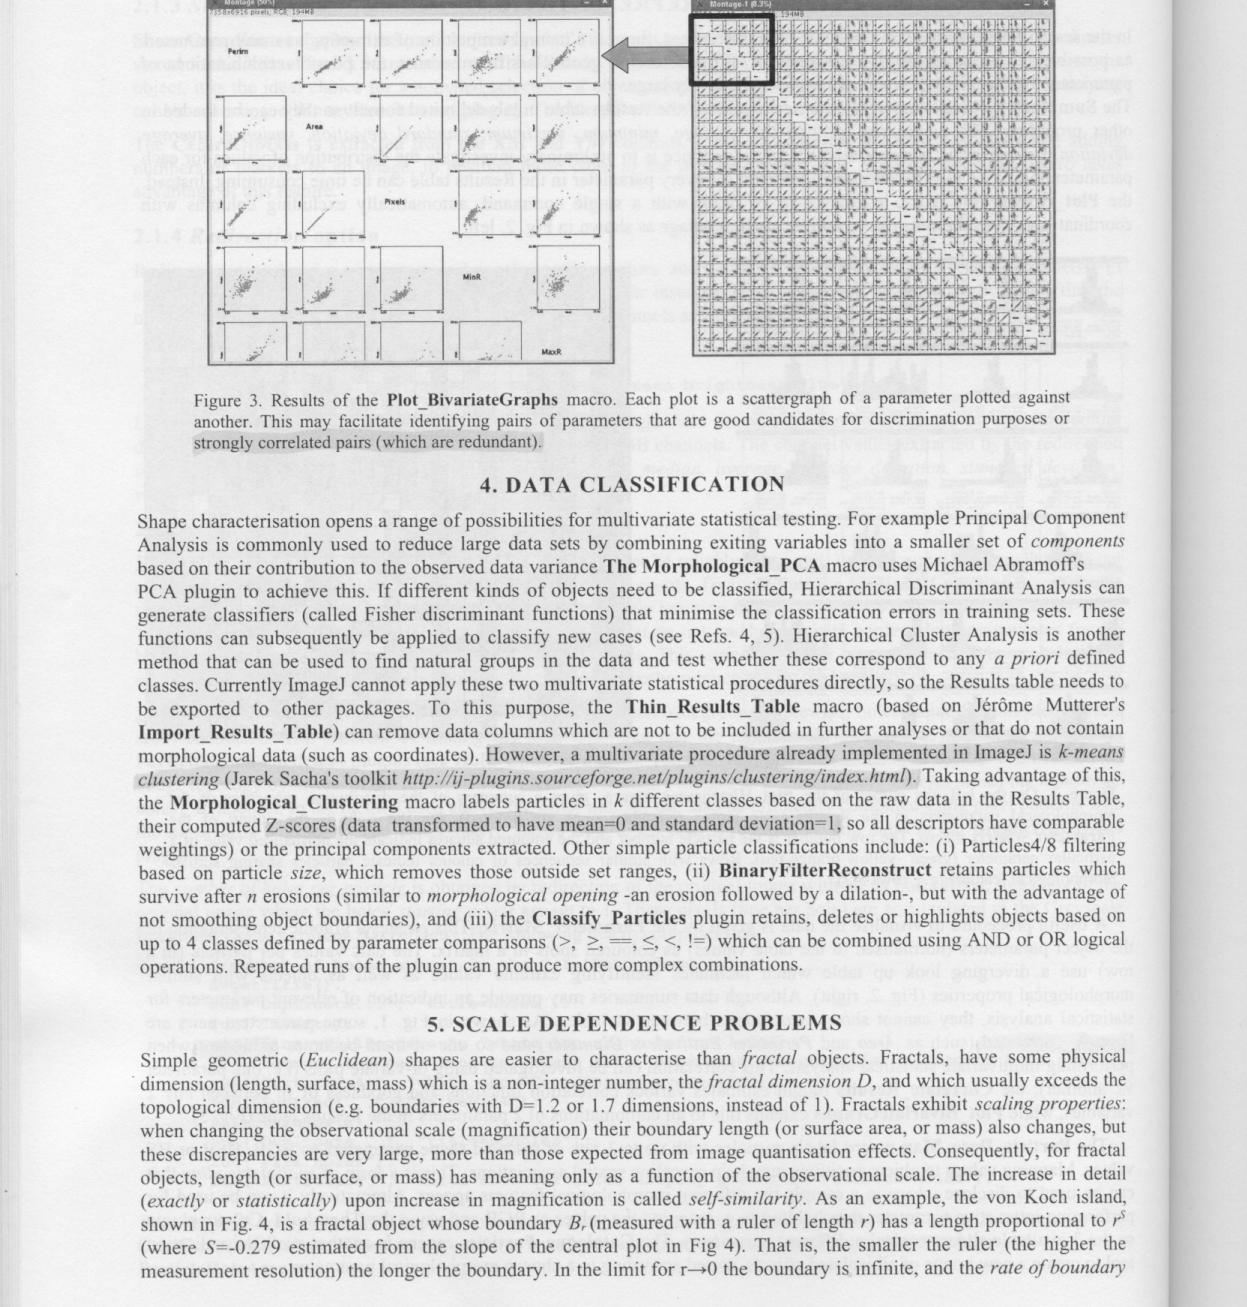 Montage (50%)
7358x6916 pixels, RGB, 194MB
Montage-1 (8.3%)
194MB
Perim
Area
Pixels
MinR
MaxR
Figure 3. Results of the Plot_BivariateGraphs macro. Each plot is a scattergraph of a parameter plotted against
another. This may facilitate identifying pairs of parameters that are good candidates for discrimination purposes or
strongly correlated pairs (which are redundant).
4. DATA CLASSIFICATION
Shape characterisation opens a range of possibilities for multivariate statistical testing. For example Principal Component
Analysis is commonly used to reduce large data sets by combining exiting variables into a smaller set of components
based on their contribution to the observed data variance The Morphological_PCA macro uses Michael Abramoff's
PCA plugin to achieve this. If different kinds of objects need to be classified, Hierarchical Discriminant Analysis can
generate classifiers (called Fisher discriminant functions) that minimise the classification errors in training sets. These
functions can subsequently be applied to classify new cases (see Refs. 4, 5). Hierarchical Cluster Analysis is another
method that can be used to find natural groups in the data and test whether these correspond to any a priori defined
classes. Currently ImageJ cannot apply these two multivariate statistical procedures directly, so the Results table needs to
be exported to other packages. To this purpose, the Thin_Results_Table macro (based on Jérôme Mutterer's
Import_Results_Table) can remove data columns which are not to be included in further analyses or that do not contain
morphological data (such as coordinates). However, a multivariate procedure already implemented in ImageJ is k-means
clustering (Jarek Sacha's toolkit http://ij-plugins.sourceforge.net/plugins/clustering/index.html). Taking advantage of this,
the Morphological_Clustering macro labels particles in k different classes based on the raw data in the Results Table,
their computed Z-scores (data transformed to have mean=0 and standard deviation=1, so all descriptors have comparable
weightings) or the principal components extracted. Other simple particle classifications include: (i) Particles4/8 filtering
based on particle size, which removes those outside set ranges, (ii) BinaryFilterReconstruct retains particles which
survive after n erosions (similar to morphological opening -an erosion followed by a dilation-, but with the advantage of
not smoothing object boundaries), and (iii) the Classify_Particles plugin retains, deletes or highlights objects based on
up to 4 classes defined by parameter comparisons (>, ≥, ==, ≤, <, !=) which can be combined using AND or OR logical
operations. Repeated runs of the plugin can produce more complex combinations.
5. SCALE DEPENDENCE PROBLEMS
Simple geometric (Euclidean) shapes are easier to characterise than fractal objects. Fractals, have some physical
dimension (length, surface, mass) which is a non-integer number, the fractal dimension D, and which usually exceeds the
topological dimension (e.g. boundaries with D=1.2 or 1.7 dimensions, instead of 1). Fractals exhibit scaling properties:
when changing the observational scale (magnification) their boundary length (or surface area, or mass) also changes, but
these discrepancies are very large, more than those expected from image quantisation effects. Consequently, for fractal
objects, length (or surface, or mass) has meaning only as a function of the observational scale. The increase in detail
(exactly or statistically) upon increase in magnification is called self-similarity. As an example, the von Koch island,
shown in Fig. 4, is a fractal object whose boundary Br (measured with a ruler of length r) has a length proportional to rS
(where S=-0.279 estimated from the slope of the central plot in Fig 4). That is, the smaller the ruler (the higher the
measurement resolution) the longer the boundary. In the limit for r→0 the boundary is infinite, and the rate of boundary